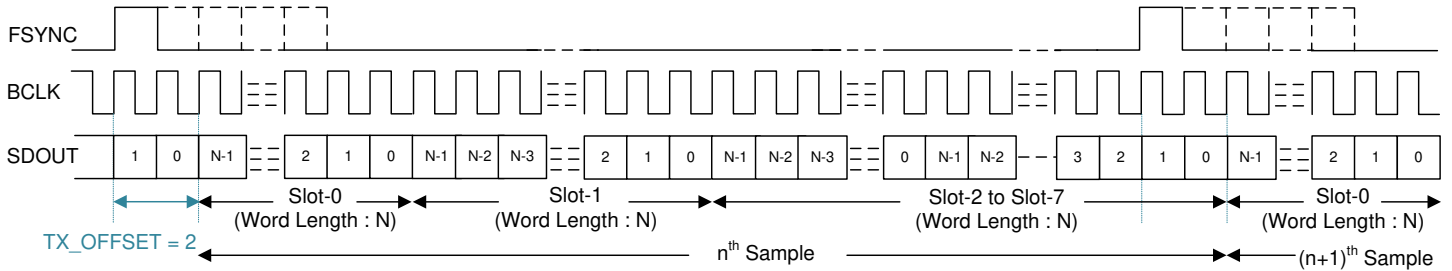 FSYNC
BCLK
SDOUT 1 0 N-1 2 1 0 N-1 N-2 N-3 2 1 0 N-1 N-2 N-3 0 N-1 N-2 3 2 1 0 N-1 2 1 0
Slot-0 Slot-1 Slot-2 to Slot-7 Slot-0
(Word Length : N) (Word Length : N) (Word Length : N) (Word Length : N)
TX_OFFSET = 2 nth Sample (n+1)th Sample